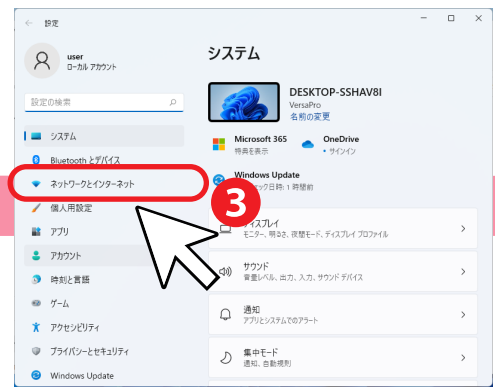 ← 設定
user
ローカル アカウント
設定の検索
システム
Bluetooth とデバイス
ネットワークとインターネット
個人用設定
アプリ
アカウント
時刻と言語
ゲーム
アクセシビリティ
プライバシーとセキュリティ
Windows Update
システム
DESKTOP-SSHAV8I
VersaPro
名前の変更
Microsoft 365
特典を表示
OneDrive
• サインイン
Windows Update
ック日時: 1 時間前
3
ディスプレイ
モニター、明るさ、夜間モード、ディスプレイ プロファイル
サウンド
音量レベル、出力、入力、サウンド デバイス
通知
アプリとシステムでのアラート
集中モード
通知、自動規則